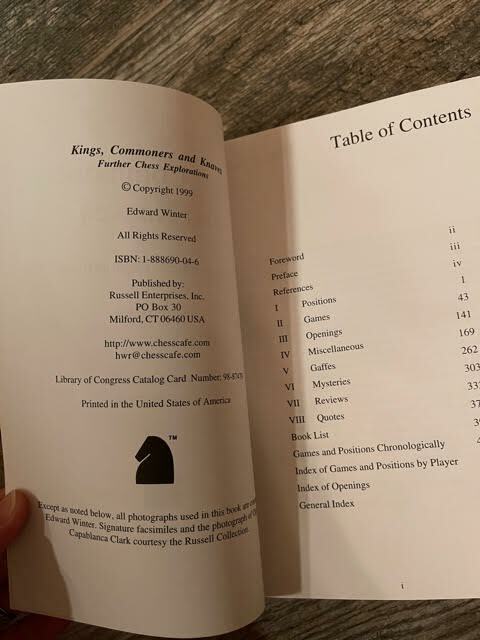 Kings, Commoners and Knaves
Further Chess Explorations
© Copyright 1999
Edward Winter
All Rights Reserved
ISBN: 1-888690-04-6
Published by:
Russell Enterprises, Inc.
PO Box 30
Milford, CT 06460 USA
http://www.chesscafe.com
hwr@chesscafe.com
Library of Congress Catalog Card Number: 98-8747
Printed in the United States of America
TM
Except as noted below, all photographs used in this book are
Edward Winter. Signature facsimiles and the photograph of
Capablanca Clark courtesy the Russell Collection.
Table of Contents
Foreword ii
Preface iii
References iv
I Positions 1
II Games 43
III Openings 141
IV Miscellaneous 169
V Gaffes 262
VI Mysteries 303
VII Reviews 33
VIII Quotes 37
Book List 39
Games and Positions Chronologically 4
Index of Games and Positions by Player
Index of Openings
General Index
i